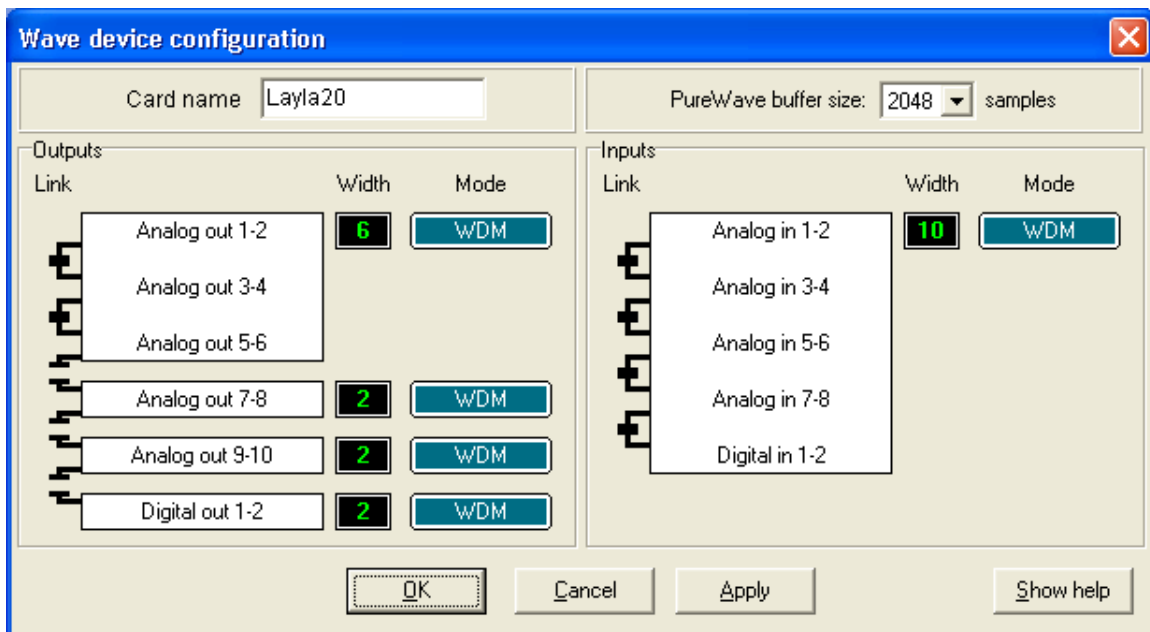 Wave device configuration
Card name Layla20
PureWave buffer size: 2048 samples
Outputs
Link Width Mode
Analog out 1-2 6 WDM
Analog out 3-4
Analog out 5-6
Analog out 7-8 2 WDM
Analog out 9-10 2 WDM
Digital out 1-2 2 WDM
Inputs
Link Width Mode
Analog in 1-2 10 WDM
Analog in 3-4
Analog in 5-6
Analog in 7-8
Digital in 1-2
OK Cancel Apply Show help